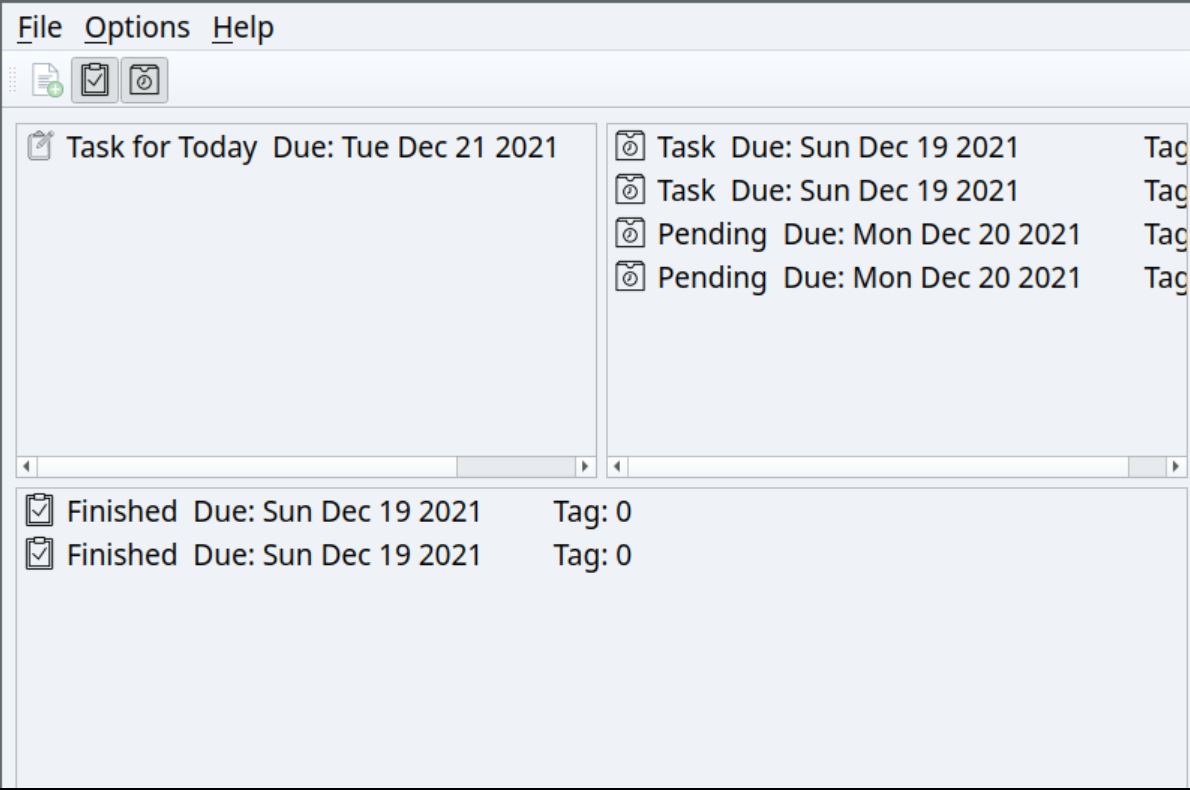 File Options Help
Task for Today Due: Tue Dec 21 2021
Task Due: Sun Dec 19 2021 Tag
Task Due: Sun Dec 19 2021 Tag
Pending Due: Mon Dec 20 2021 Tag
Pending Due: Mon Dec 20 2021 Tag
Finished Due: Sun Dec 19 2021 Tag: 0
Finished Due: Sun Dec 19 2021 Tag: 0